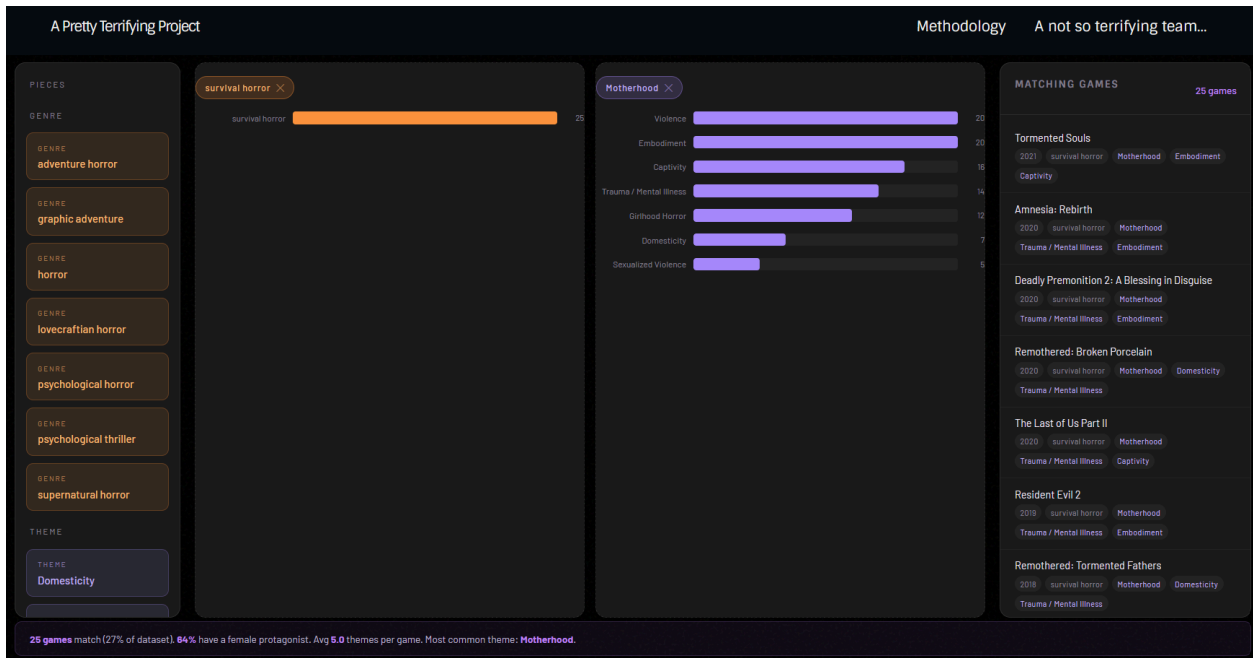 A Pretty Terrifying Project
Methodology
A not so terrifying team...
PIECES
GENRE
GENRE
adventure horror
GENRE
graphic adventure
GENRE
horror
GENRE
lovecraftian horror
GENRE
psychological horror
GENRE
psychological thriller
GENRE
supernatural horror
THEME
THEME
Domesticity
survival horror ×
survival horror 25
Motherhood ×
Violence 20
Embodiment 20
Captivity 16
Trauma / Mental Illness 14
Girlhood Horror 12
Domesticity 7
Sexualized Violence 5
MATCHING GAMES
25 games
Tormented Souls
2021 survival horror Motherhood Embodiment
Captivity
Amnesia: Rebirth
2020 survival horror Motherhood
Trauma / Mental Illness Embodiment
Deadly Premonition 2: A Blessing in Disguise
2020 survival horror Motherhood
Trauma / Mental Illness Embodiment
Remothered: Broken Porcelain
2020 survival horror Motherhood Domesticity
Trauma / Mental Illness
The Last of Us Part II
2020 survival horror Motherhood
Trauma / Mental Illness Captivity
Resident Evil 2
2019 survival horror Motherhood
Trauma / Mental Illness Embodiment
Remothered: Tormented Fathers
2018 survival horror Motherhood Domesticity
Trauma / Mental Illness
25 games match (27% of dataset). 64% have a female protagonist. Avg 5.0 themes per game. Most common theme: Motherhood.